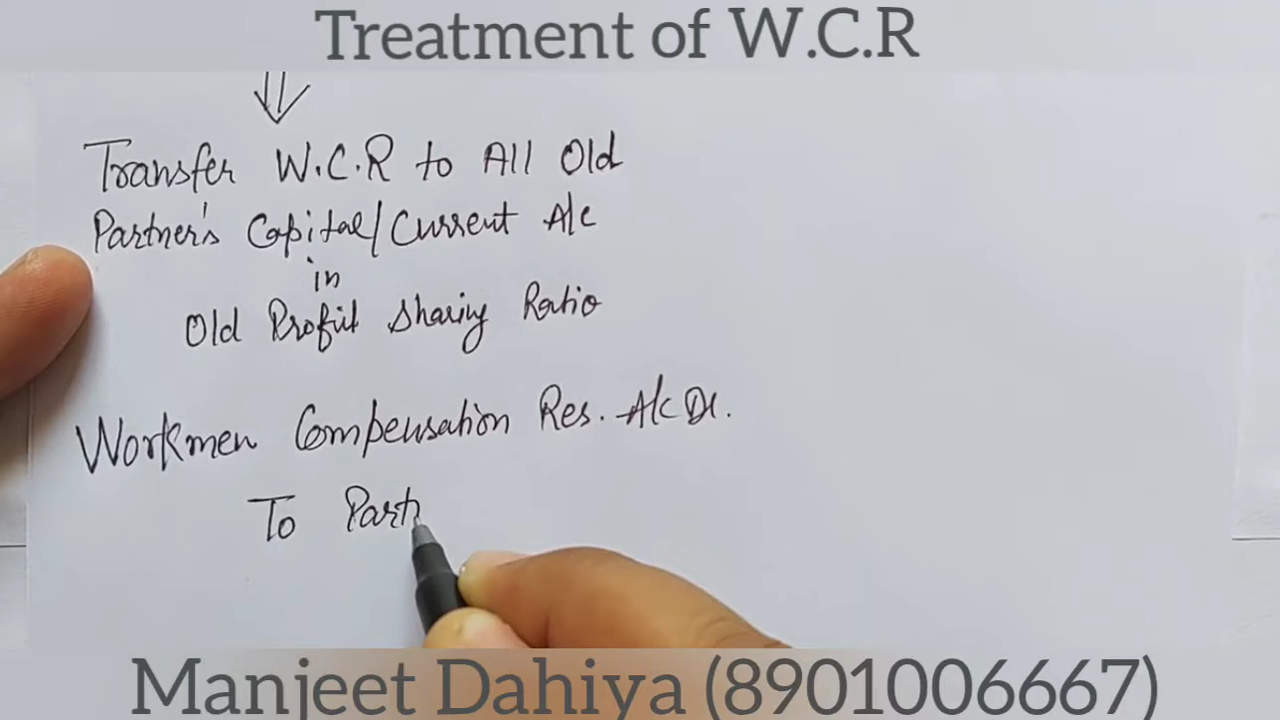 Treatment of W.C.R
Transfer W.C.R to All Old
Partner's Capital/Current A/c
in
Old Profit Sharing Ratio
Workmen Compensation Res. A/c Dr.
To Part
Manjeet Dahiya (8901006667)